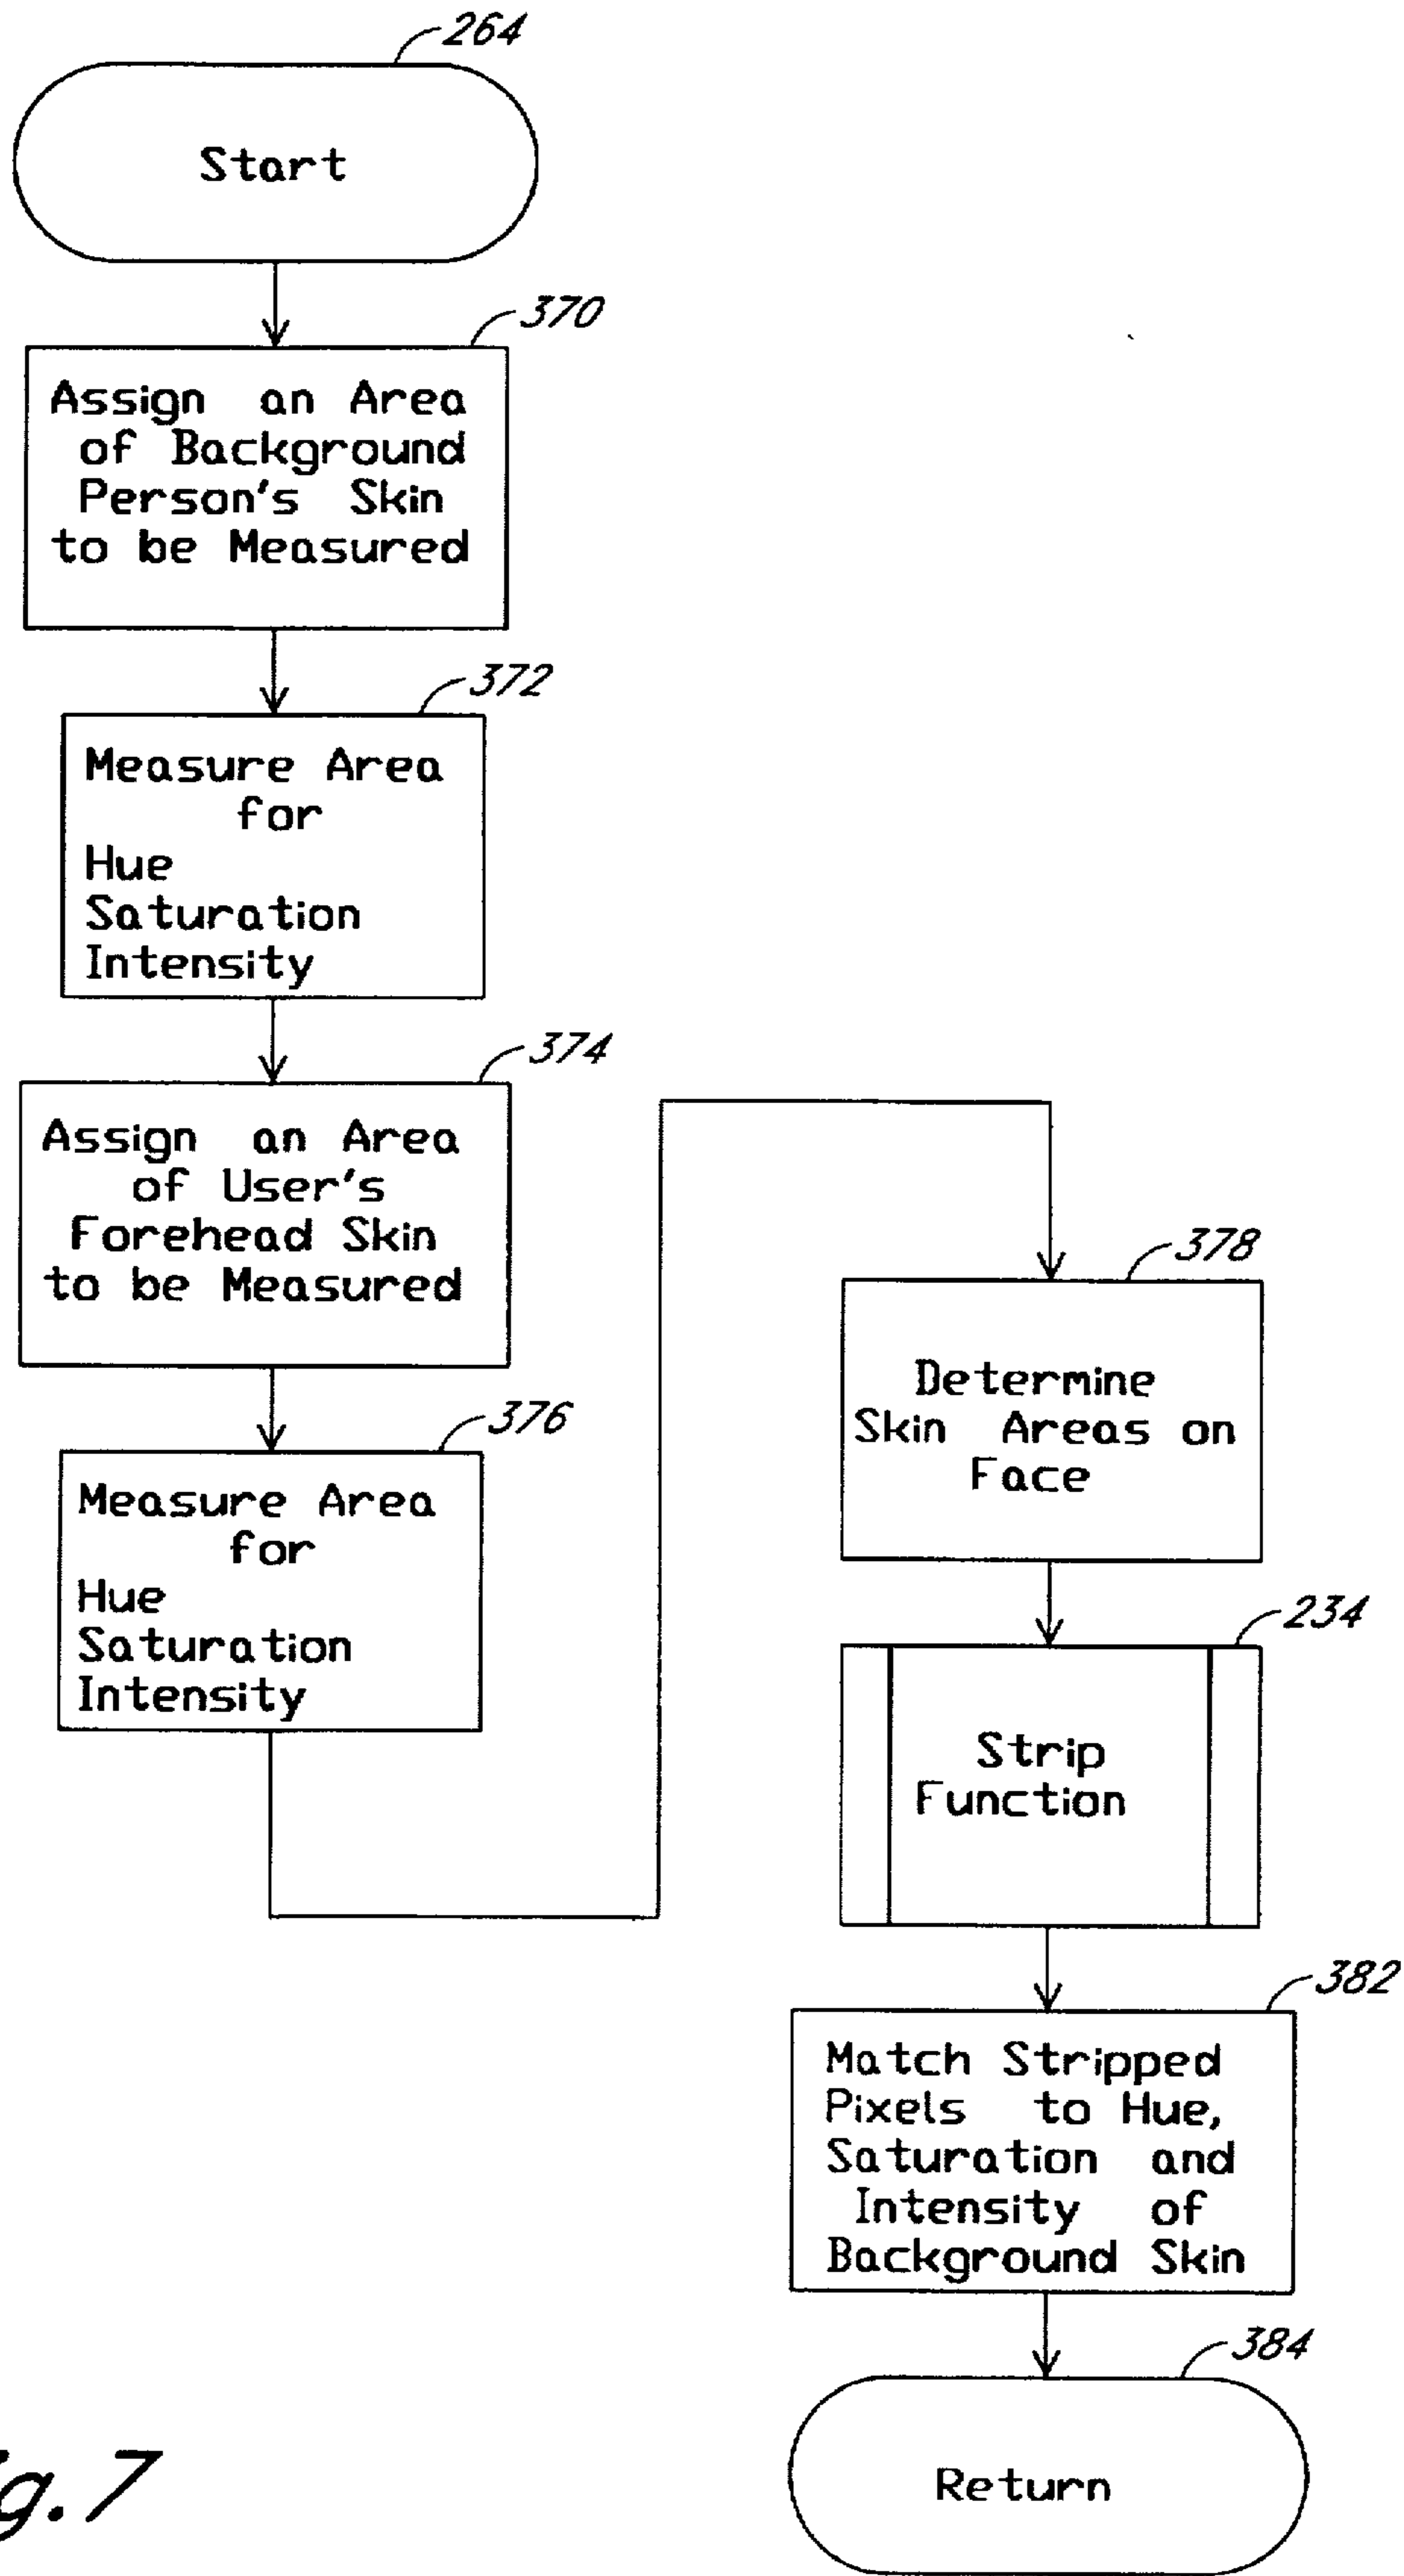 264
Start
370
Assign an Area
of Background
Person's Skin
to be Measured
372
Measure Area
for
Hue
Saturation
Intensity
374
Assign an Area
of User's
Forehead Skin
to be Measured
376
Measure Area
for
Hue
Saturation
Intensity
378
Determine
Skin Areas on
Face
234
Strip
Function
382
Match Stripped
Pixels to Hue,
Saturation and
Intensity of
Background Skin
384
Return
g. 7